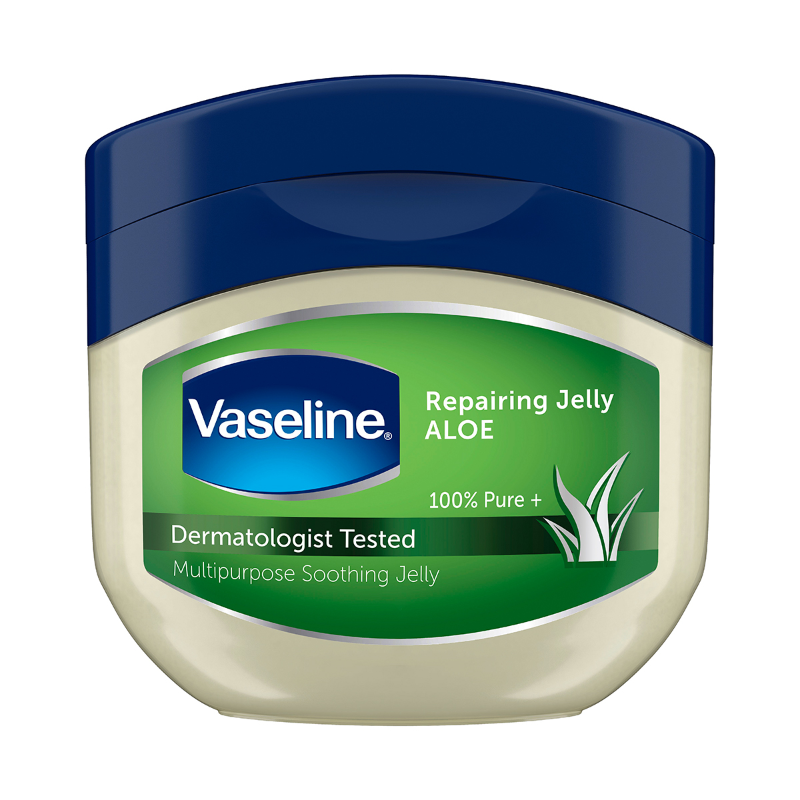 Vaseline®
Repairing Jelly
ALOE
100% Pure +
Dermatologist Tested
Multipurpose Soothing Jelly